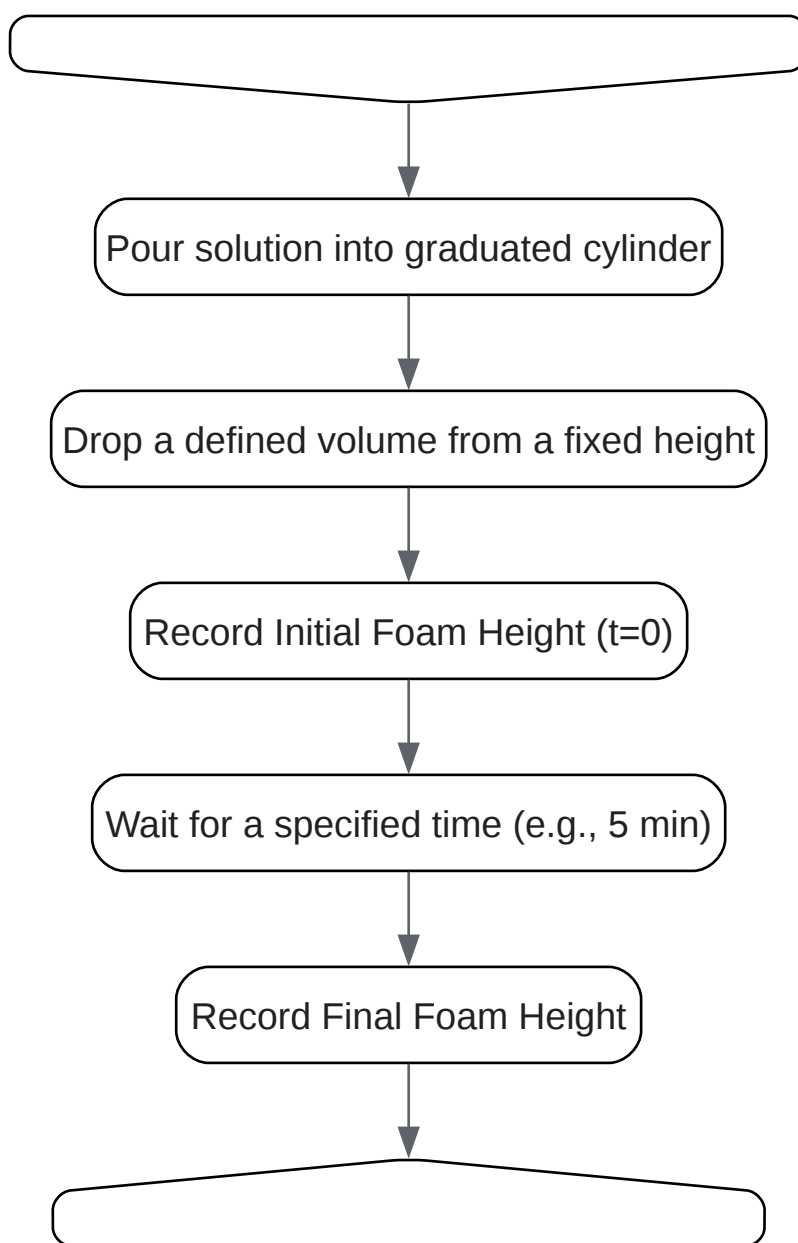 Pour solution into graduated cylinder
Drop a defined volume from a fixed height
Record Initial Foam Height (t=0)
Wait for a specified time (e.g., 5 min)
Record Final Foam Height